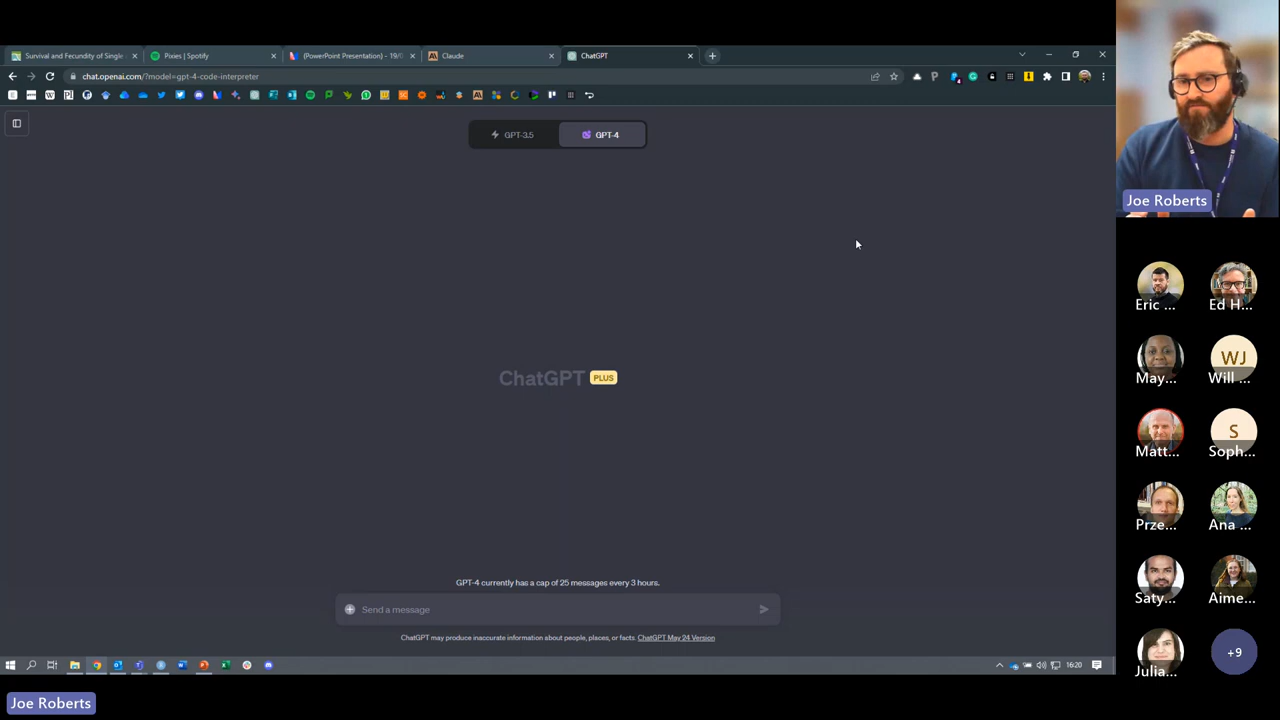 Survival and Fecundity of Single
Pixies | Spotify
(PowerPoint Presentation) - 19/0
Claude
ChatGPT
chat.openai.com/?model=gpt-4-code-interpreter
GPT-3.5
GPT-4
ChatGPT PLUS
GPT-4 currently has a cap of 25 messages every 3 hours.
Send a message
ChatGPT may produce inaccurate information about people, places, or facts. ChatGPT May 24 Version
16:20
Joe Roberts
Joe Roberts
Eric ...
Ed H...
May...
WJ
Will ...
Matt...
S
Soph...
Prze...
Ana ...
Saty...
Aime...
Julia...
+9